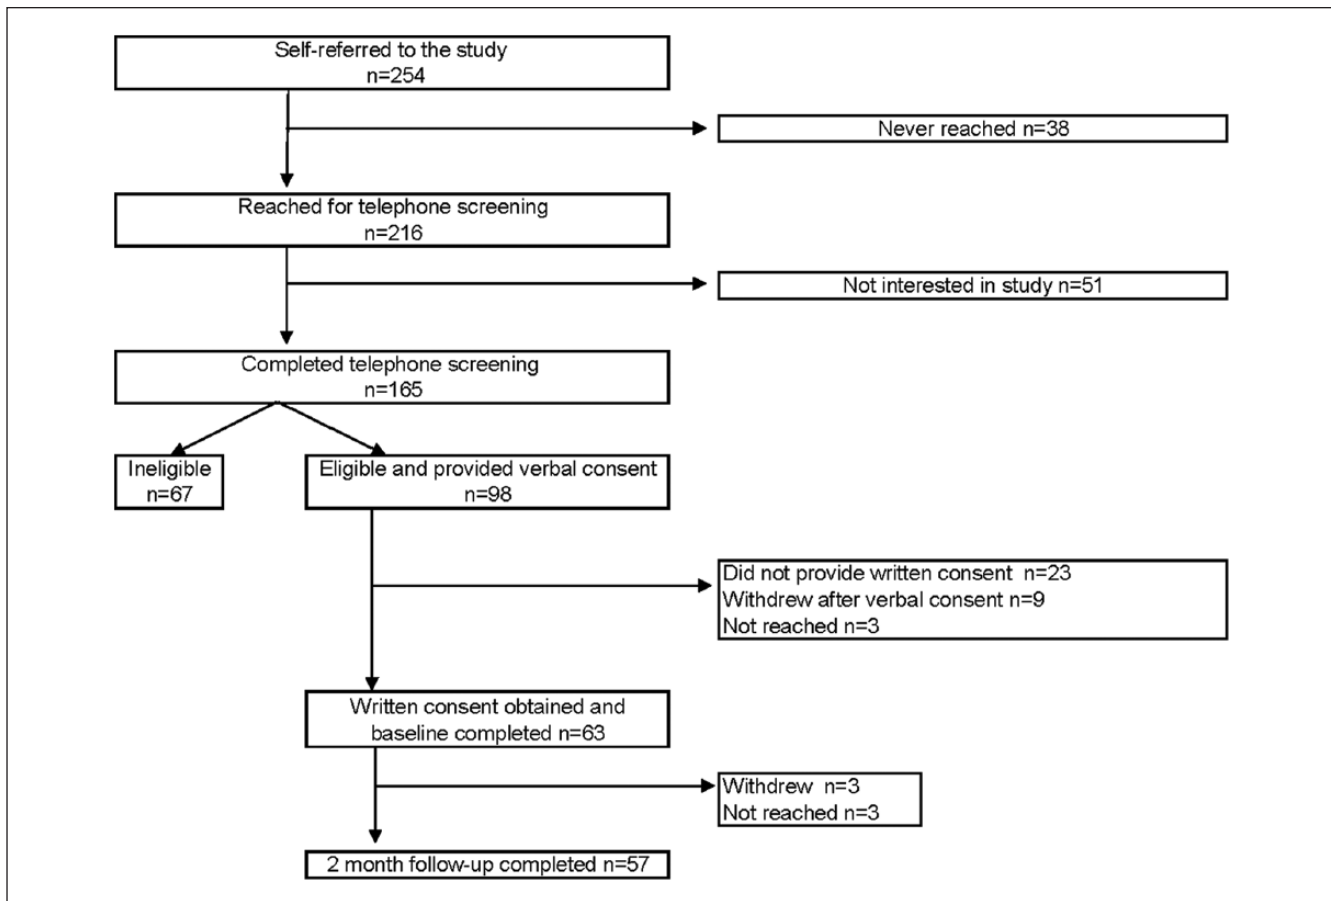 Self-referred to the study
n=254
Never reached n=38
Reached for telephone screening
n=216
Not interested in study n=51
Completed telephone screening
n=165
Ineligible
n=67
Eligible and provided verbal consent
n=98
Did not provide written consent n=23
Withdrew after verbal consent n=9
Not reached n=3
Written consent obtained and
baseline completed n=63
Withdrew n=3
Not reached n=3
2 month follow-up completed n=57